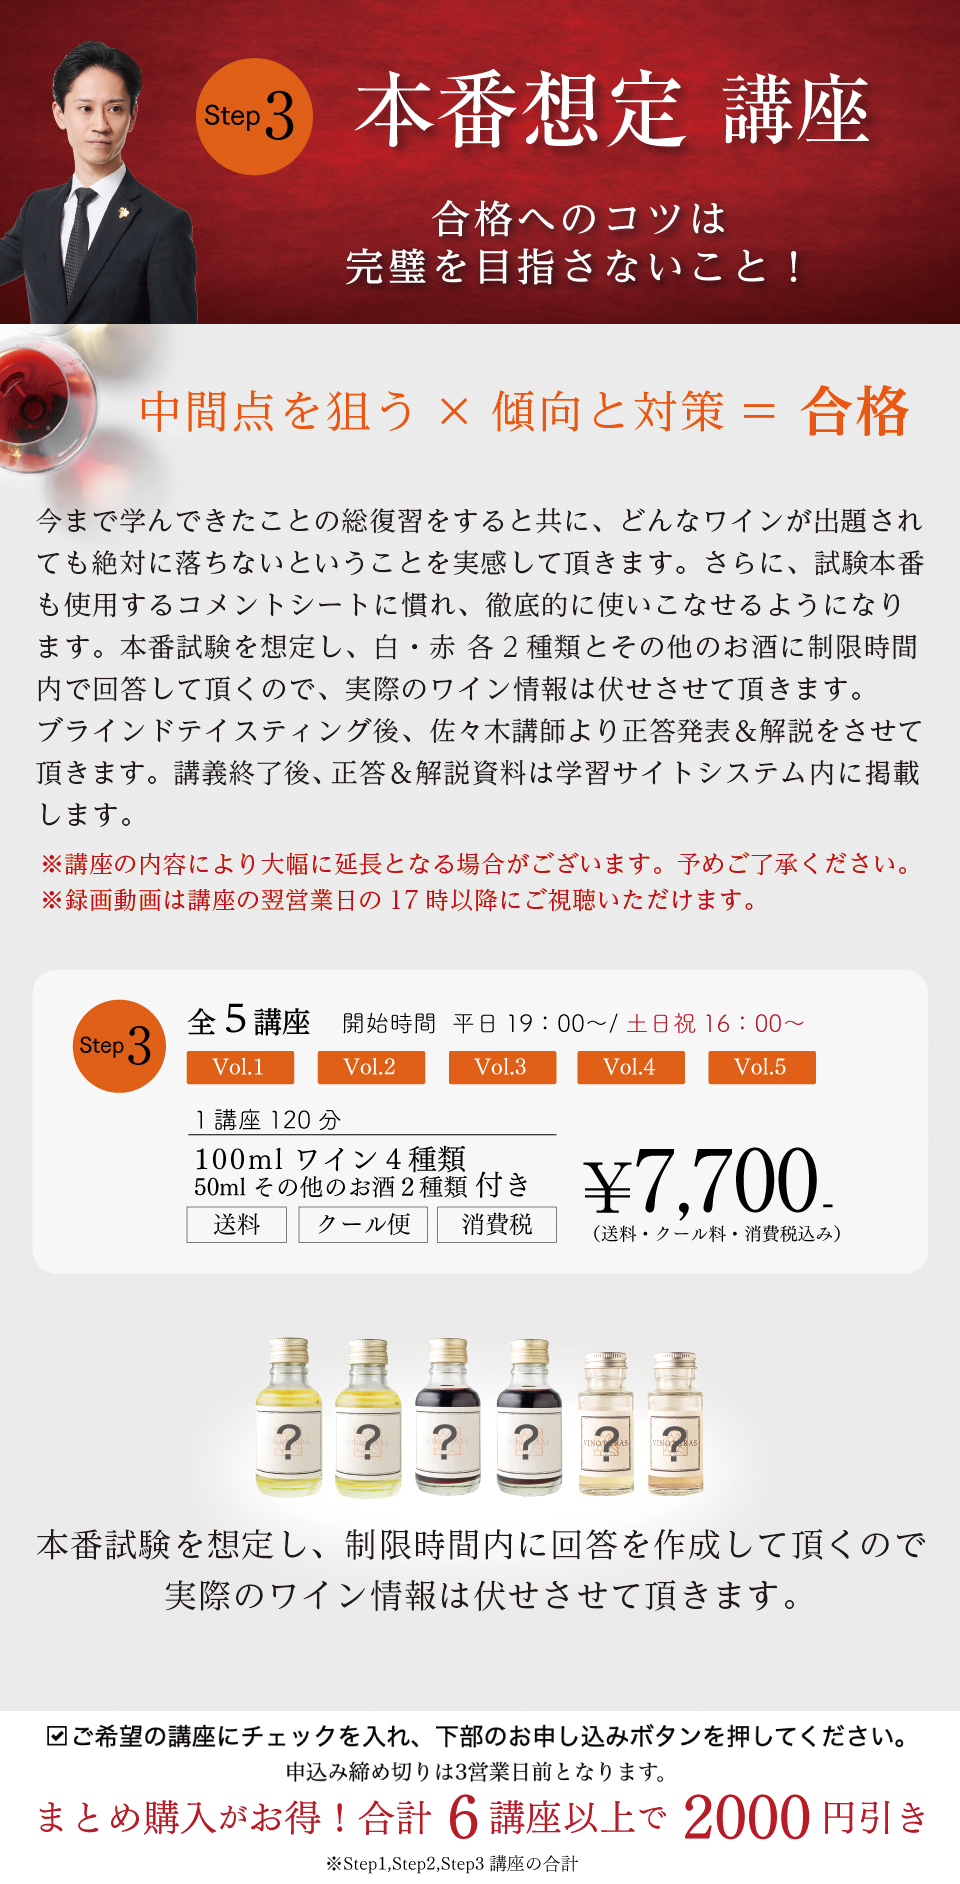 Step 3
本番想定 講座
合格へのコツは
完璧を目指さないこと！
中間点を狙う × 傾向と対策 ＝ 合格
今まで学んできたことの総復習をすると共に、どんなワインが出題され
ても絶対に落ちないということを実感して頂きます。さらに、試験本番
も使用するコメントシートに慣れ、徹底的に使いこなせるようになり
ます。本番試験を想定し、白・赤 各 2 種類とその他のお酒に制限時間
内で回答して頂くので、実際のワイン情報は伏せさせて頂きます。
ブラインドテイスティング後、佐々木講師より正答発表＆解説をさせて
頂きます。講義終了後、正答＆解説資料は学習サイトシステム内に掲載
します。
※講座の内容により大幅に延長となる場合がございます。予めご了承ください。
※録画動画は講座の翌営業日の 17 時以降にご視聴いただけます。
Step 3
全 5 講座 開始時間 平日 19：00〜/ 土日祝 16：00〜
Vol.1 Vol.2 Vol.3 Vol.4 Vol.5
1 講座 120 分
100ml ワイン 4 種類
50ml その他のお酒 2 種類 付き
送料 クール便 消費税
¥7,700-
（送料・クール料・消費税込み）
? ? ? ? ? ?
本番試験を想定し、制限時間内に回答を作成して頂くので
実際のワイン情報は伏せさせて頂きます。
☑ご希望の講座にチェックを入れ、下部のお申し込みボタンを押してください。
申込み締め切りは3営業日前となります。
まとめ購入がお得！合計 6 講座以上で 2000 円引き
※Step1,Step2,Step3 講座の合計